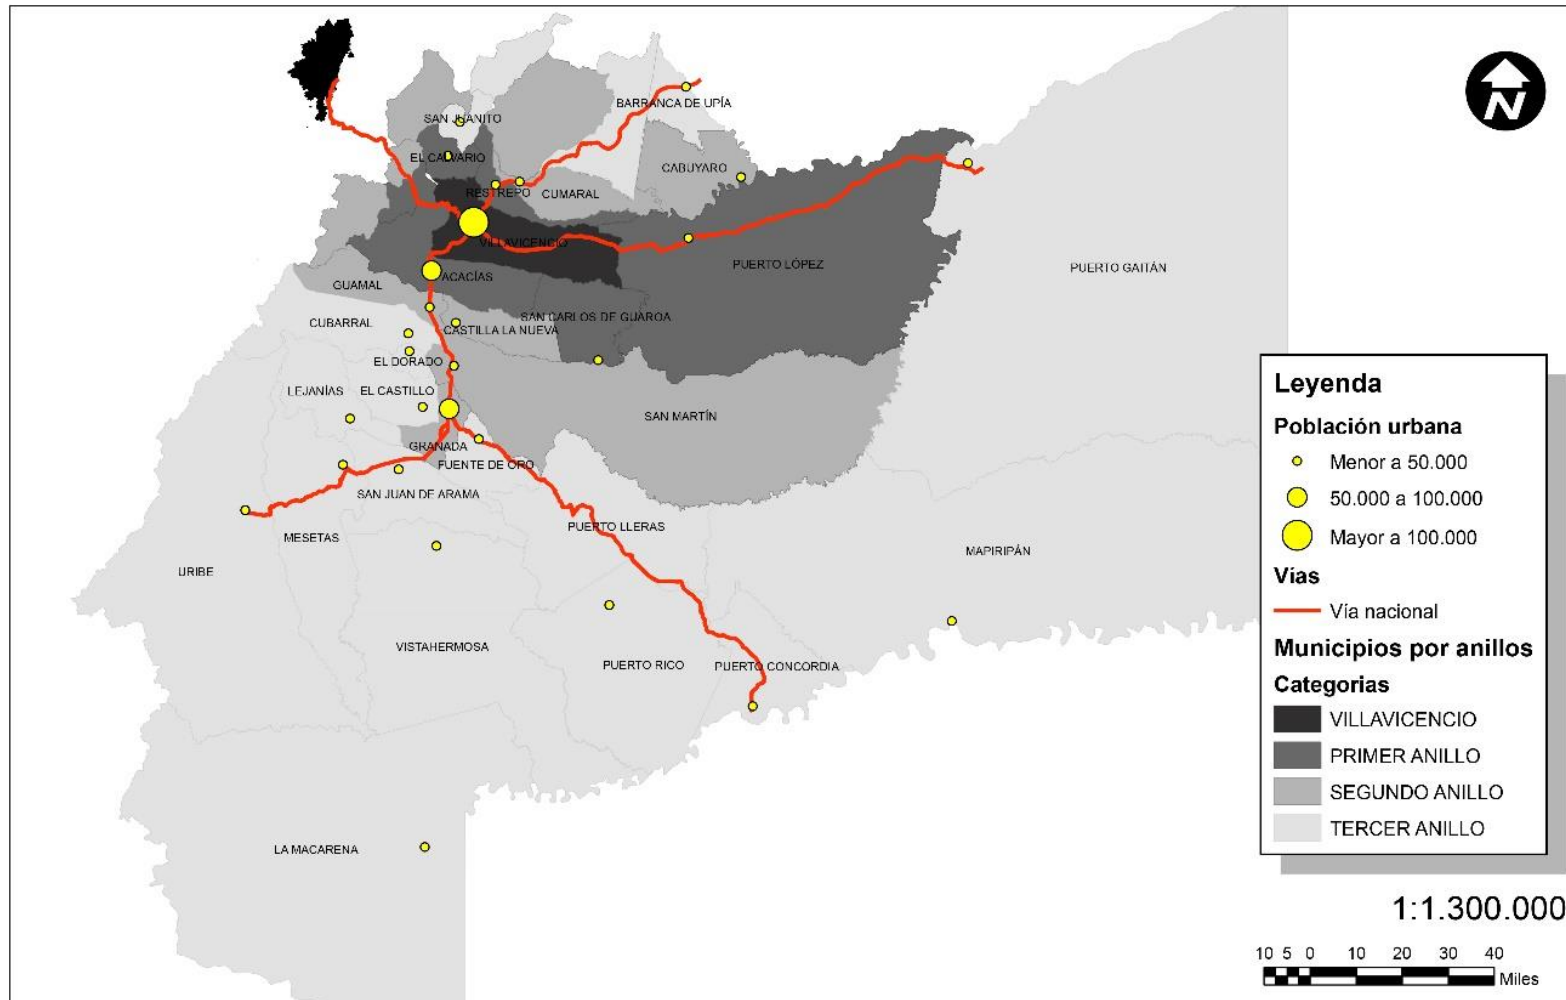 N
BARRANCA DE UPÍA
SAN JUANITO
EL CALVARIO
CABUYARO
RESTREPO
CUMARAL
VILLAVICENCIO
PUERTO LÓPEZ
PUERTO GAITÁN
ACACÍAS
GUAMAL
SAN CARLOS DE GUAROA
CUBARRAL
CASTILLA LA NUEVA
EL DORADO
LEJANÍAS
EL CASTILLO
SAN MARTÍN
GRANADA
FUENTE DE ORO
SAN JUAN DE ARAMA
PUERTO LLERAS
MESETAS
MAPIRIPÁN
URIBE
VISTAHERMOSA
PUERTO RICO
PUERTO CONCORDIA
LA MACARENA
Leyenda
Población urbana
Menor a 50.000
50.000 a 100.000
Mayor a 100.000
Vías
Vía nacional
Municipios por anillos
Categorias
VILLAVICENCIO
PRIMER ANILLO
SEGUNDO ANILLO
TERCER ANILLO
1:1.300.000
10 5 0 10 20 30 40
Miles